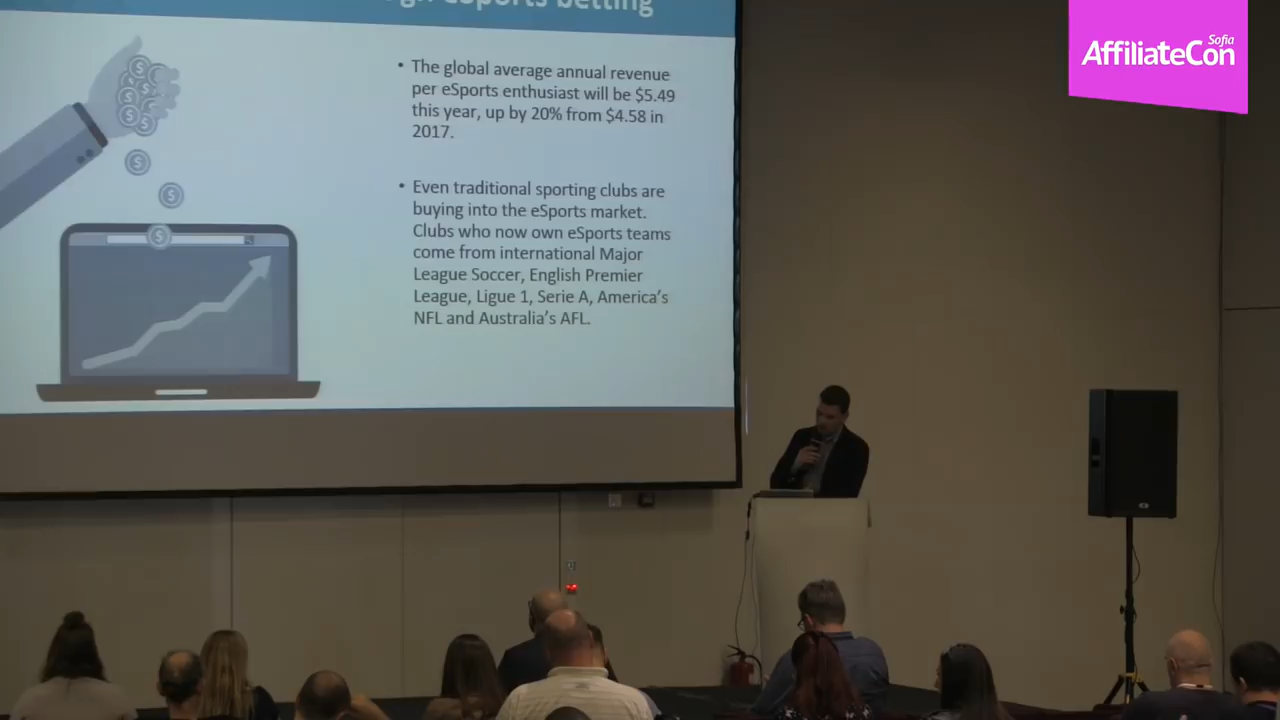 eSports betting
• The global average annual revenue
per eSports enthusiast will be $5.49
this year, up by 20% from $4.58 in
2017.
• Even traditional sporting clubs are
buying into the eSports market.
Clubs who now own eSports teams
come from international Major
League Soccer, English Premier
League, Ligue 1, Serie A, America's
NFL and Australia's AFL.
Sofia
AffiliateCon